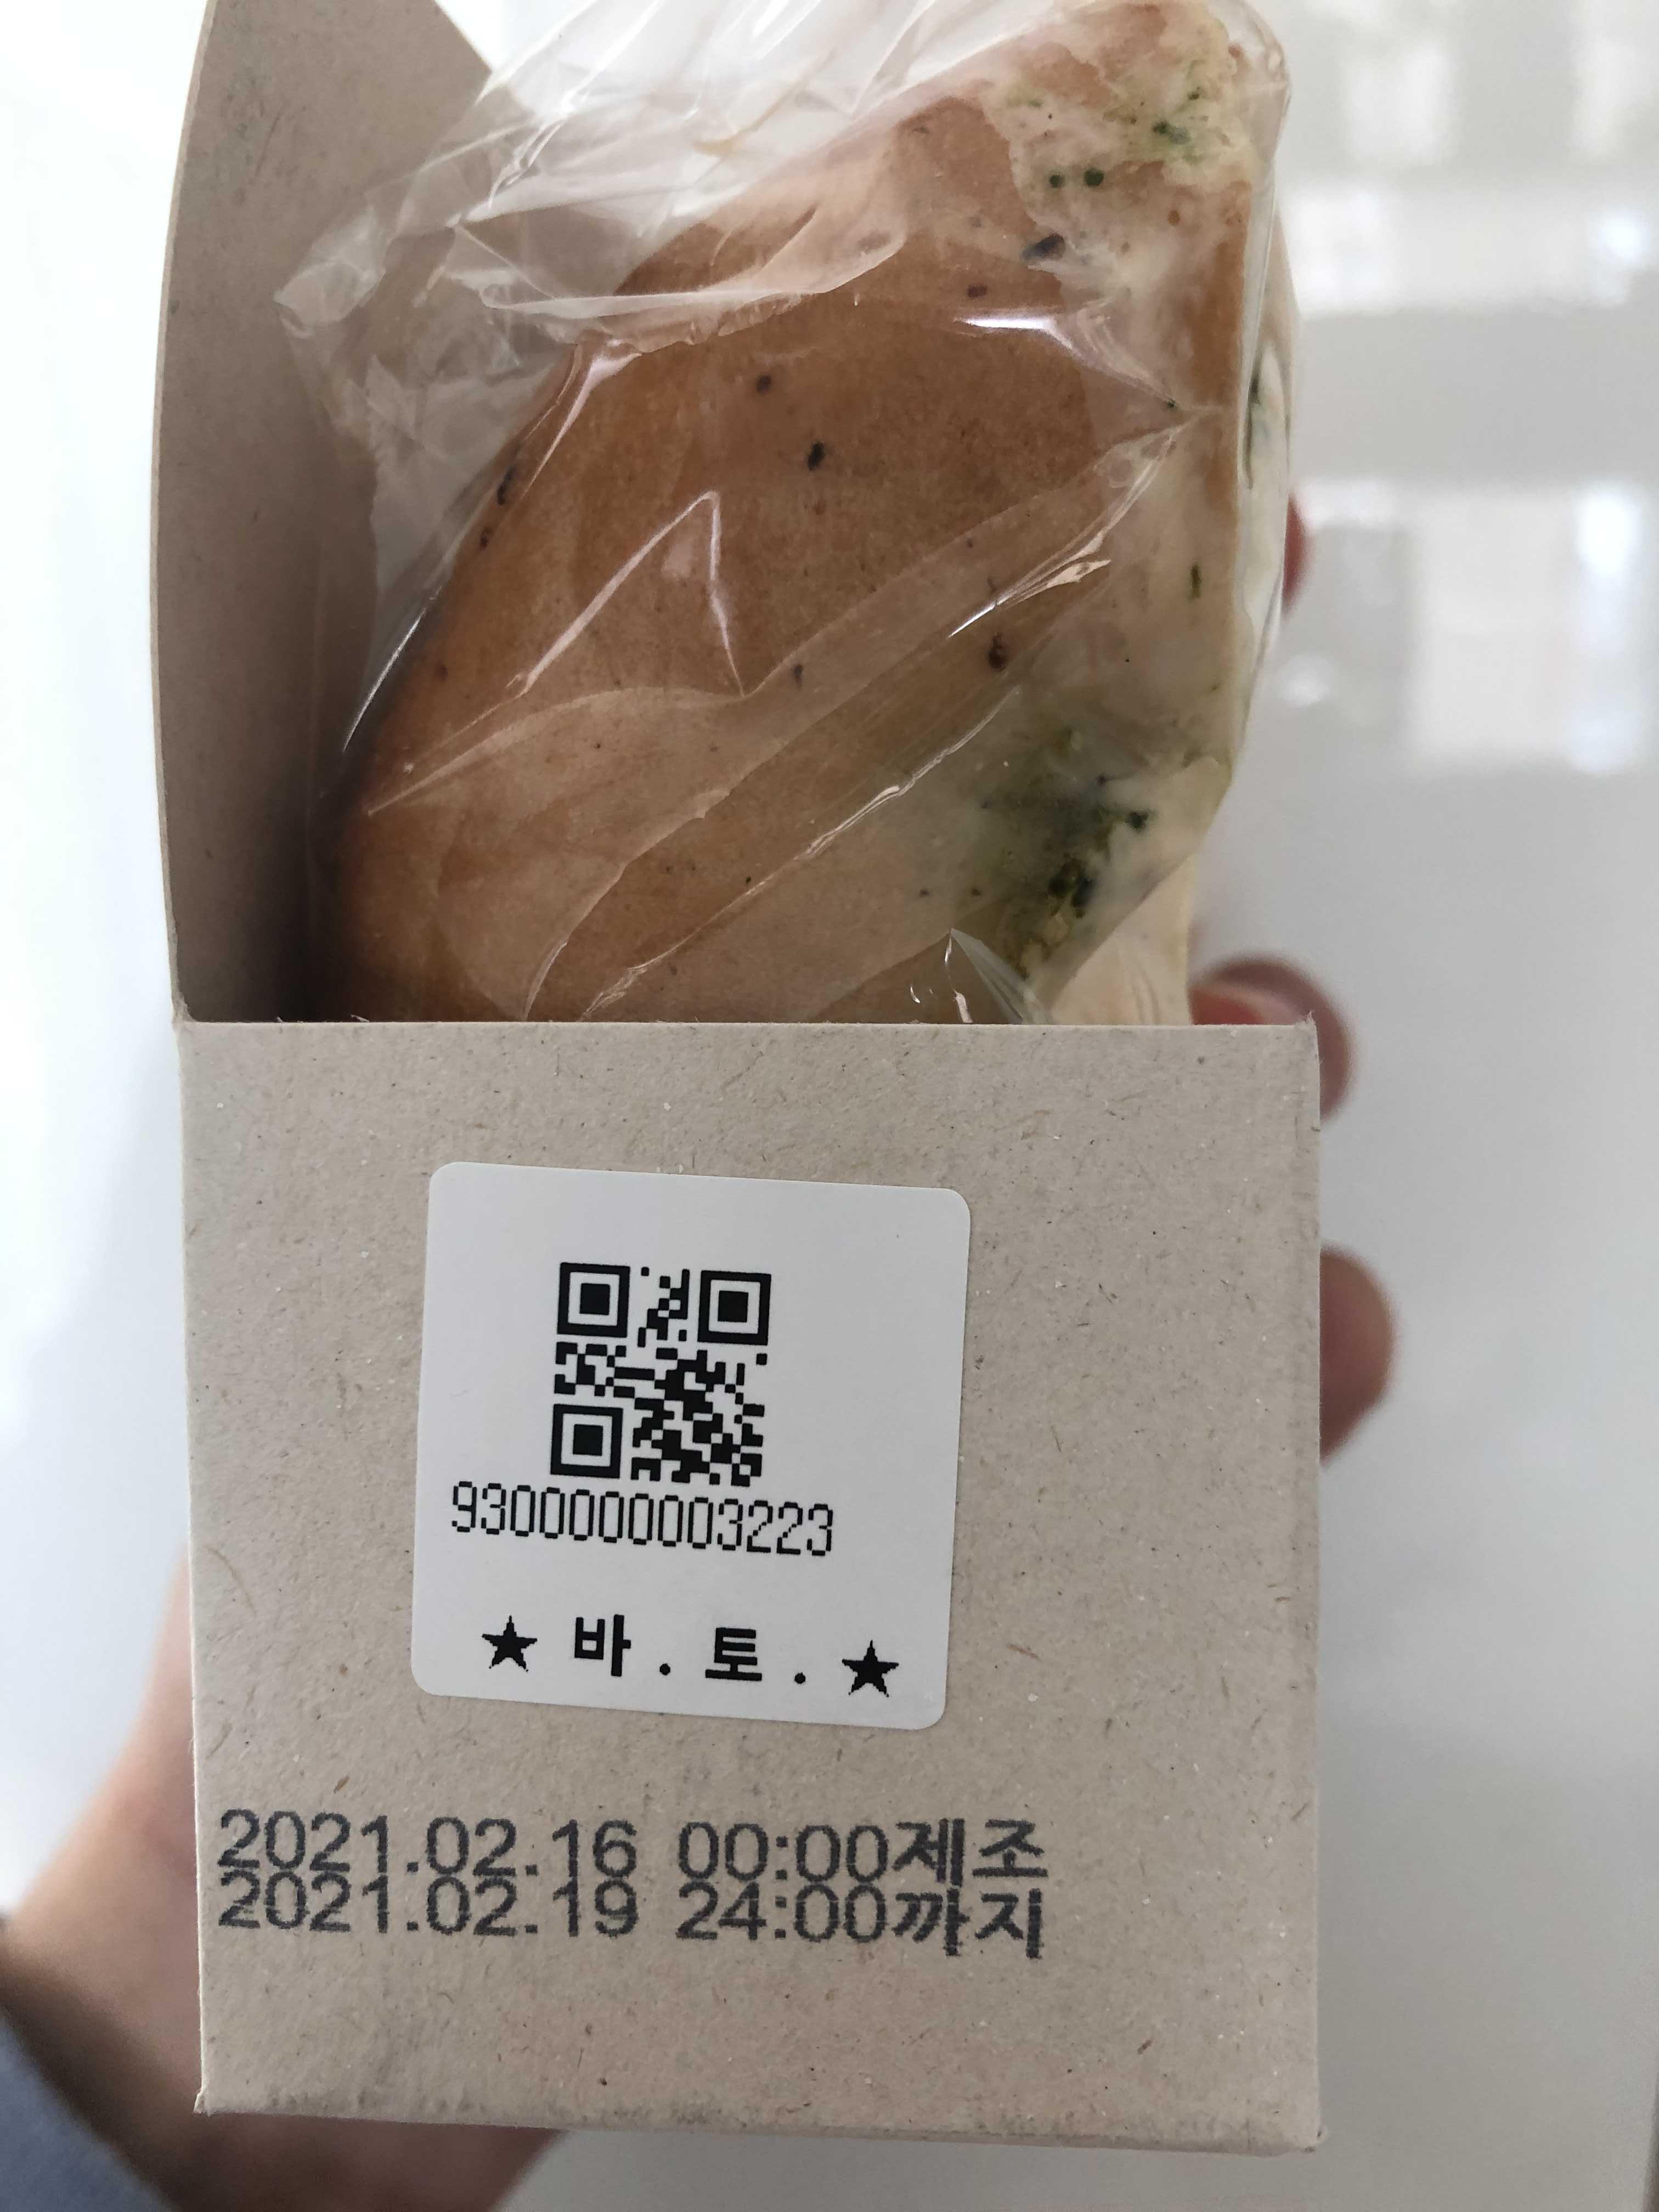 9300000003223
★ 바 . 토 . ★
2021.02.16 00:00제조
2021.02.19 24:00까지